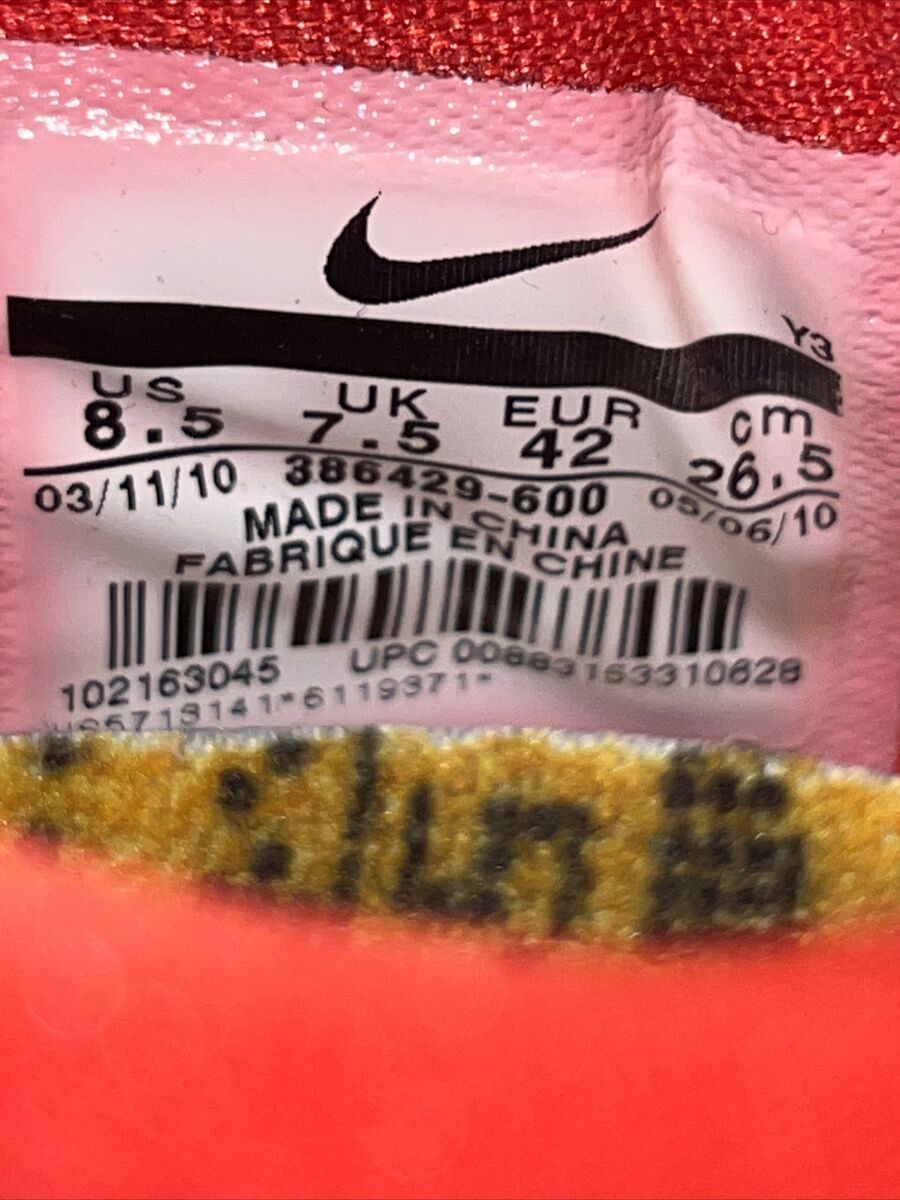 Y3
US UK EUR cm
8.5 7.5 42 26.5
03/11/10 386429-600 05/06/10
MADE IN CHINA
FABRIQUE EN CHINE
102163045 UPC 00883153310628